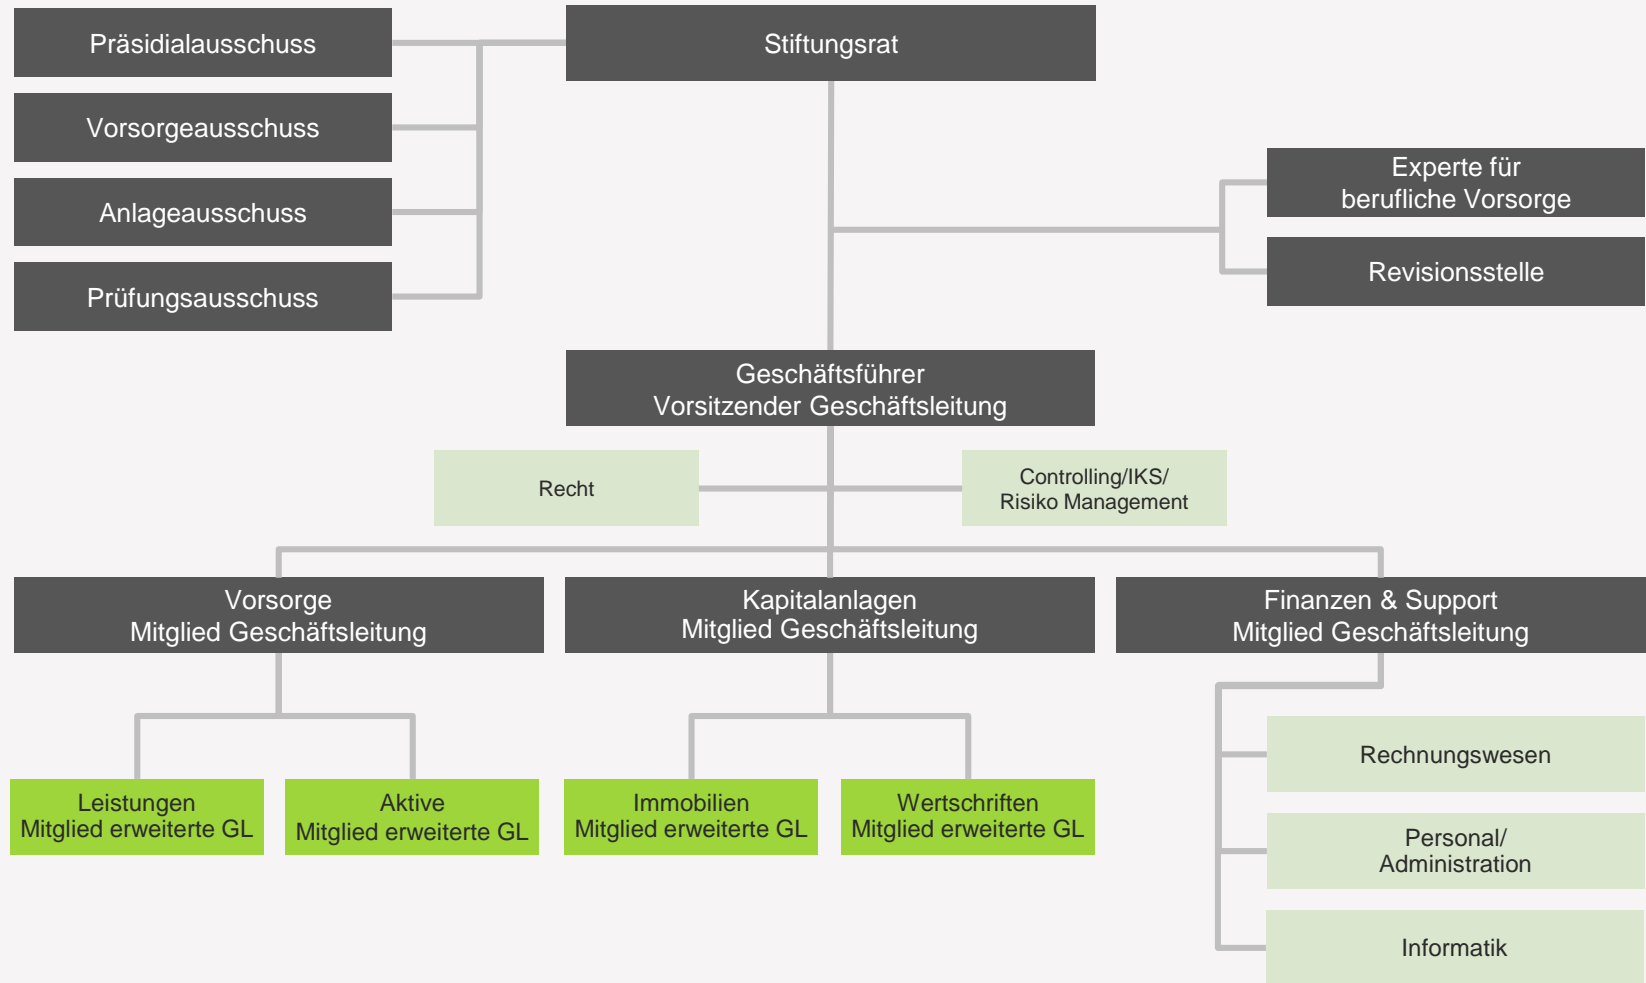 Präsidialausschuss
Stiftungsrat
Vorsorgeausschuss
Anlageausschuss
Prüfungsausschuss
Experte für
berufliche Vorsorge
Revisionsstelle
Geschäftsführer
Vorsitzender Geschäftsleitung
Recht
Controlling/IKS/
Risiko Management
Vorsorge
Mitglied Geschäftsleitung
Kapitalanlagen
Mitglied Geschäftsleitung
Finanzen & Support
Mitglied Geschäftsleitung
Leistungen
Mitglied erweiterte GL
Aktive
Mitglied erweiterte GL
Immobilien
Mitglied erweiterte GL
Wertschriften
Mitglied erweiterte GL
Rechnungswesen
Personal/
Administration
Informatik